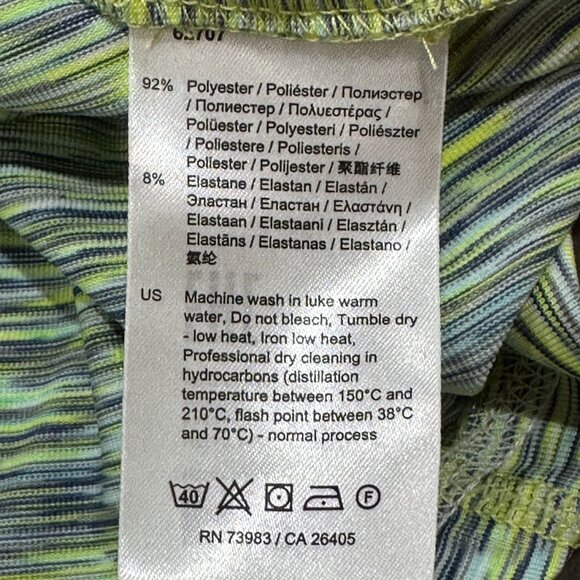 62707
92% Polyester / Poliéster / Полиэстер
/ Полиестер / Πολυεστέρας /
Polüester / Polyesteri / Poliészter
/ Poliestere / Poliesteris /
Poliester / Polijester / 聚酯纤维
8% Elastane / Elastan / Elastán /
Эластан / Еластан / Ελαστάνη /
Elastaan / Elastaani / Elasztán /
Elastāns / Elastanas / Elastano /
氨纶
US Machine wash in luke warm
water, Do not bleach, Tumble dry
- low heat, Iron low heat,
Professional dry cleaning in
hydrocarbons (distillation
temperature between 150°C and
210°C, flash point between 38°C
and 70°C) - normal process
40 F
RN 73983 / CA 26405